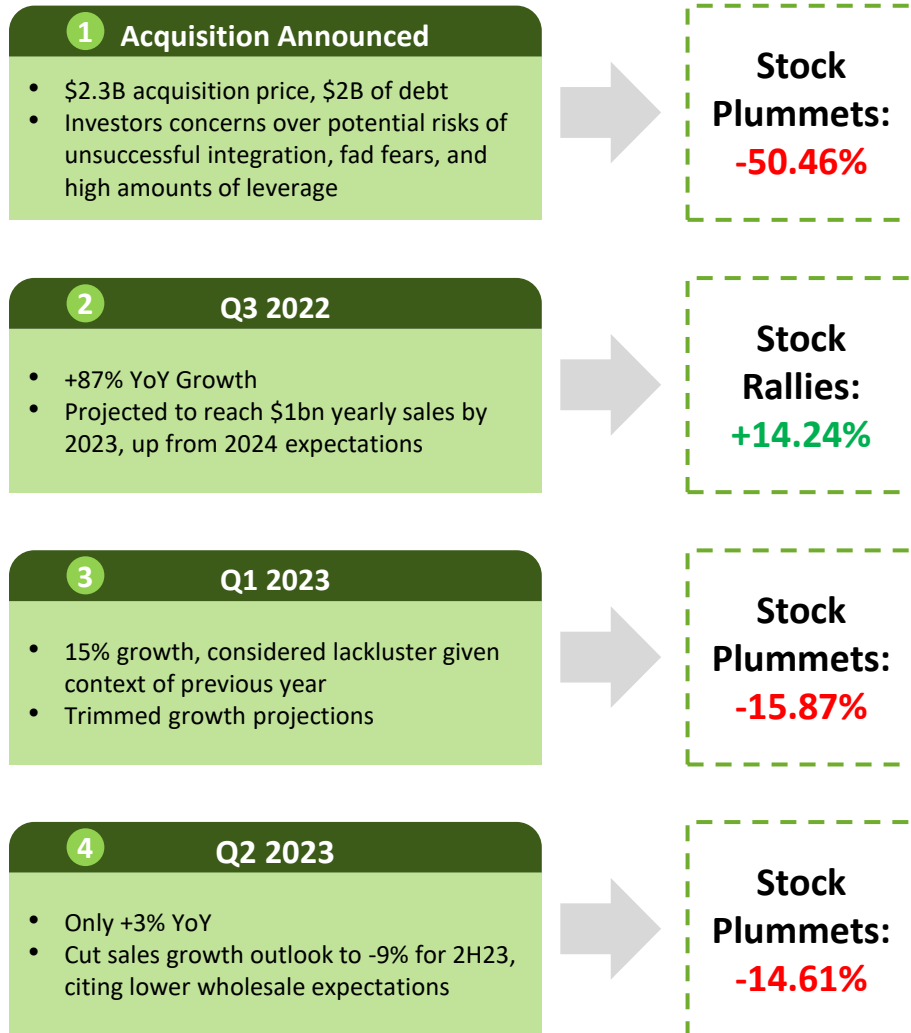 1 Acquisition Announced
• $2.3B acquisition price, $2B of debt
• Investors concerns over potential risks of
unsuccessful integration, fad fears, and
high amounts of leverage
Stock
Plummets:
-50.46%
2 Q3 2022
• +87% YoY Growth
• Projected to reach $1bn yearly sales by
2023, up from 2024 expectations
Stock
Rallies:
+14.24%
3 Q1 2023
• 15% growth, considered lackluster given
context of previous year
• Trimmed growth projections
Stock
Plummets:
-15.87%
4 Q2 2023
• Only +3% YoY
• Cut sales growth outlook to -9% for 2H23,
citing lower wholesale expectations
Stock
Plummets:
-14.61%